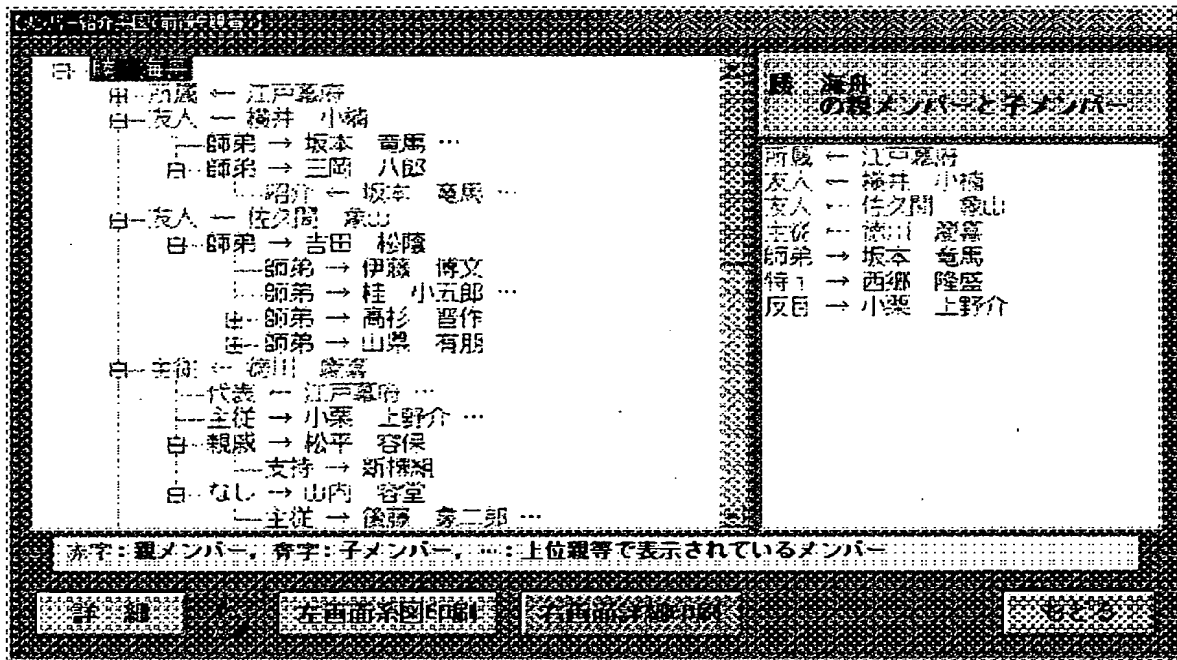 メンバー紹介系図
勝 海舟
所属 ← 江戸幕府
友人 ← 横井 小楠
師弟 → 坂本 竜馬 …
師弟 → 三岡 八郎
紹介 ← 坂本 竜馬 …
友人 ← 佐久間 象山
師弟 → 吉田 松陰
師弟 → 伊藤 博文
師弟 → 桂 小五郎 …
師弟 → 高杉 晋作
師弟 → 山県 有朋
主従 ← 徳川 慶喜
代表 ← 江戸幕府 …
主従 → 小栗 上野介 …
親戚 → 松平 容保
支持 → 新撰組
なし → 山内 容堂
主従 → 後藤 象二郎 …
勝 海舟
の親メンバーと子メンバー
所属 ← 江戸幕府
友人 ← 横井 小楠
友人 ← 佐久間 象山
主従 ← 徳川 慶喜
師弟 → 坂本 竜馬
特1 → 西郷 隆盛
反目 → 小栗 上野介
赤字：親メンバー，青字：子メンバー，…：上位親等で表示されているメンバー
詳 細
左画面系図印刷
右画面詳細印刷
もどる